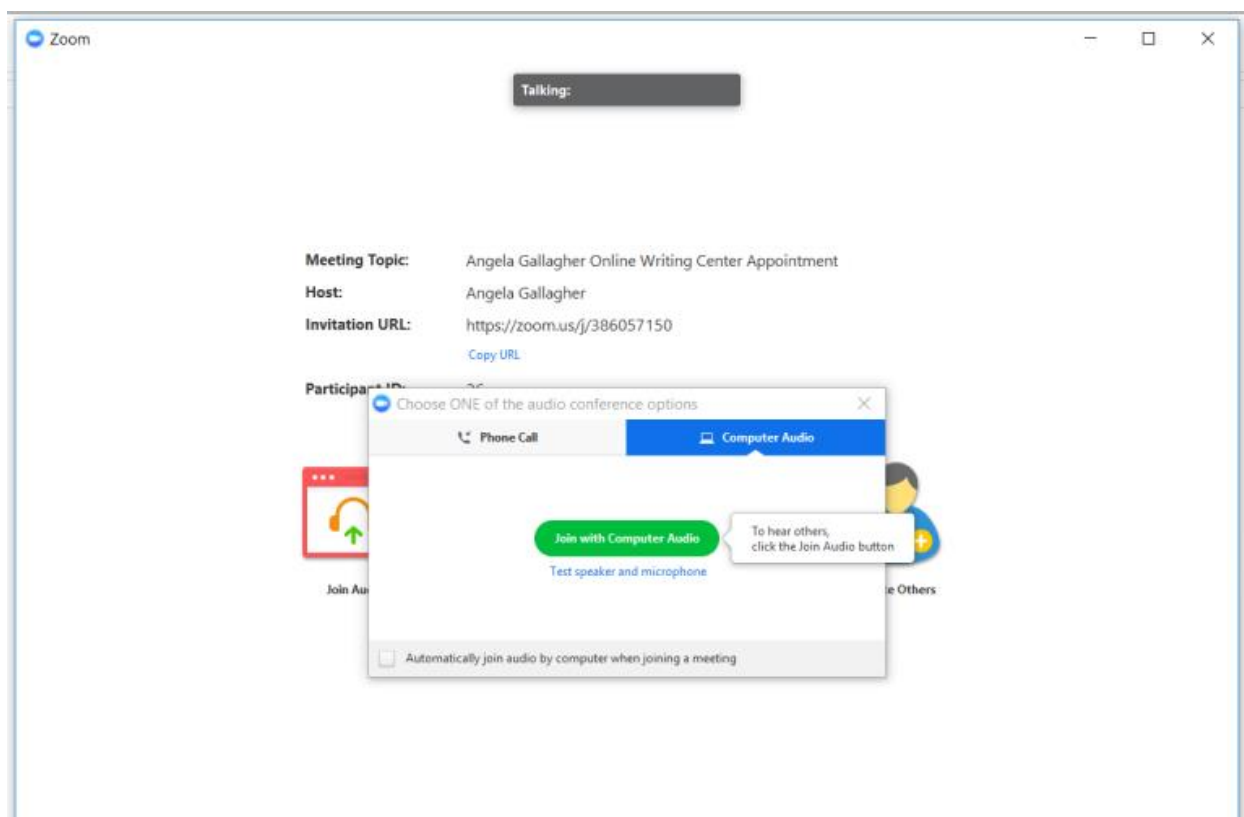 Zoom
Talking:
Meeting Topic: Angela Gallagher Online Writing Center Appointment
Host: Angela Gallagher
Invitation URL: https://zoom.us/j/386057150
Copy URL
Choose ONE of the audio conference options
Phone Call Computer Audio
Join with Computer Audio
To hear others,
click the Join Audio button
Test speaker and microphone
Join
Others
Automatically join audio by computer when joining a meeting